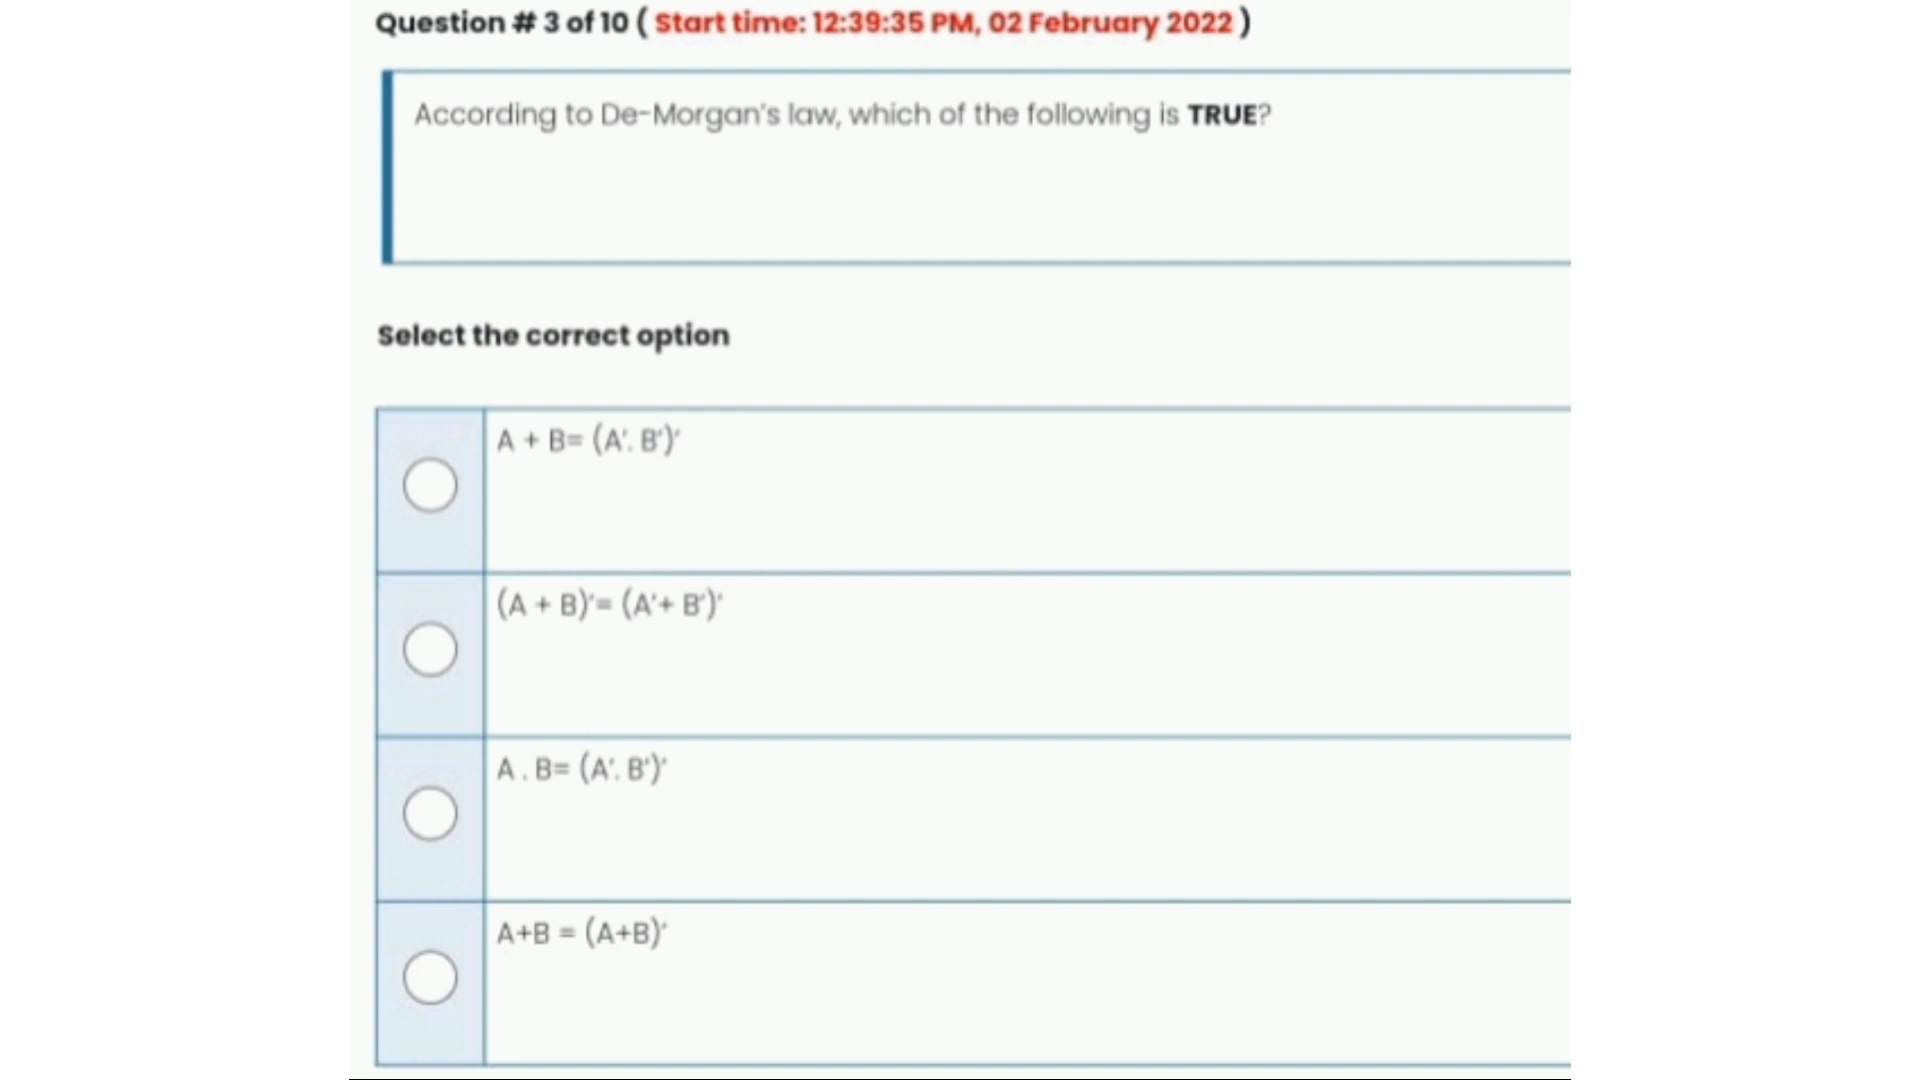 Question # 3 of 10 ( Start time: 12:39:35 PM, 02 February 2022 )
According to De-Morgan's law, which of the following is TRUE?
Select the correct option
A + B= (A'. B')'
(A + B)'= (A'+ B')'
A . B= (A'. B')'
A+B = (A+B)'